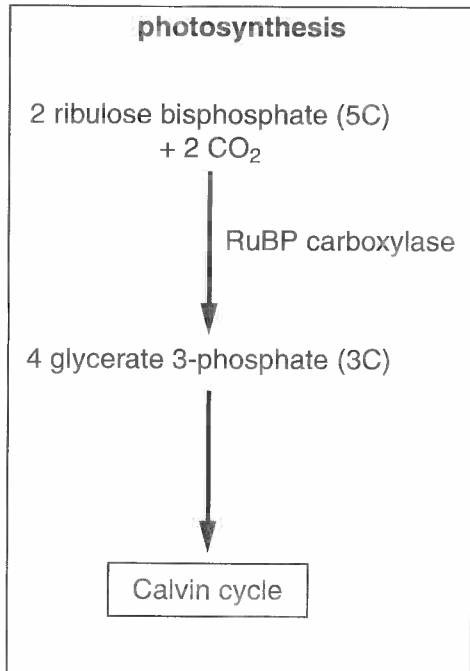 photosynthesis
2 ribulose bisphosphate (5C)
+ 2 CO₂
RuBP carboxylase
4 glycerate 3-phosphate (3C)
Calvin cycle